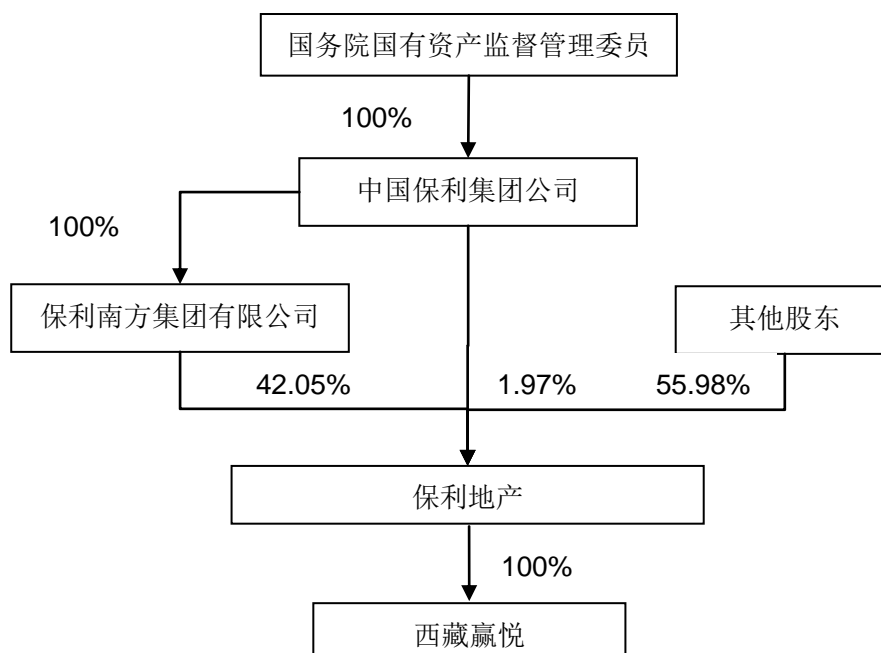 国务院国有资产监督管理委员
100%
中国保利集团公司
100%
保利南方集团有限公司
其他股东
42.05%
1.97%
55.98%
保利地产
100%
西藏赢悦